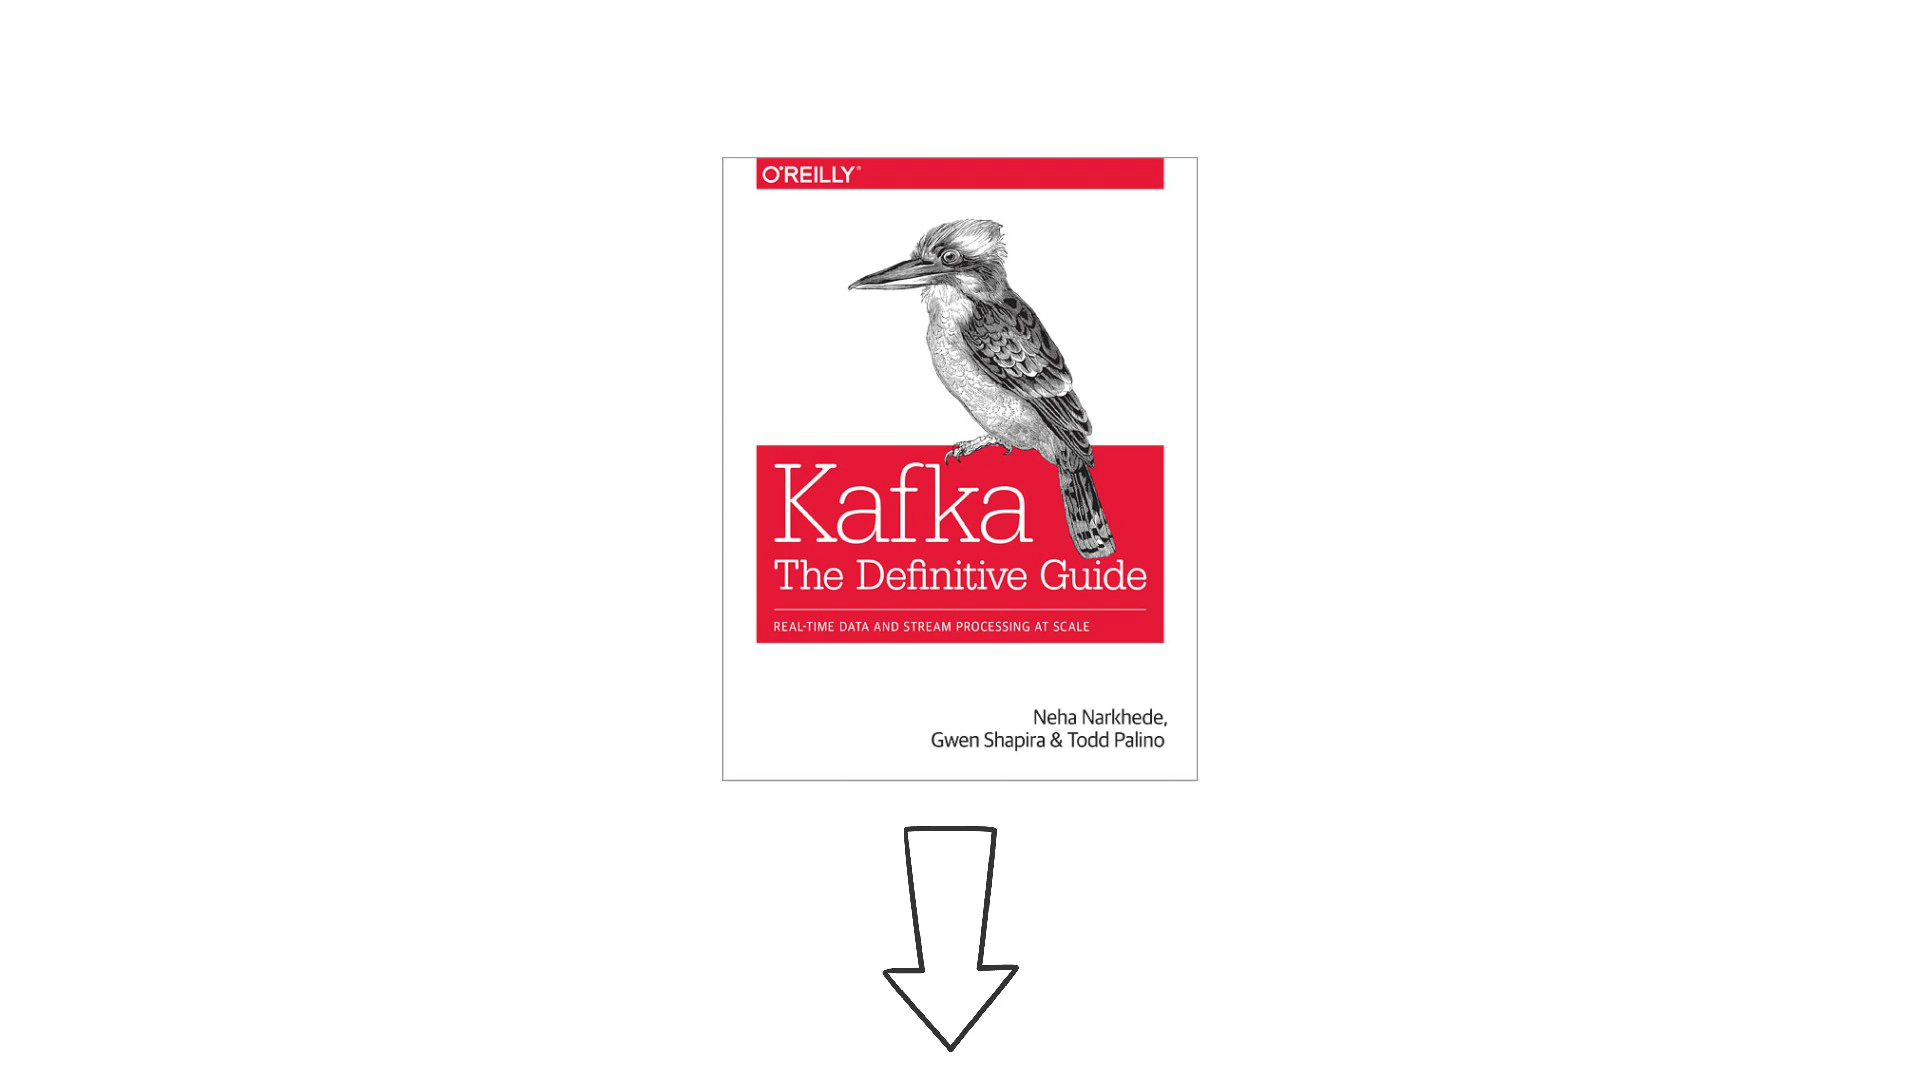 O'REILLY®
Kafka
The Definitive Guide
REAL-TIME DATA AND STREAM PROCESSING AT SCALE
Neha Narkhede,
Gwen Shapira & Todd Palino